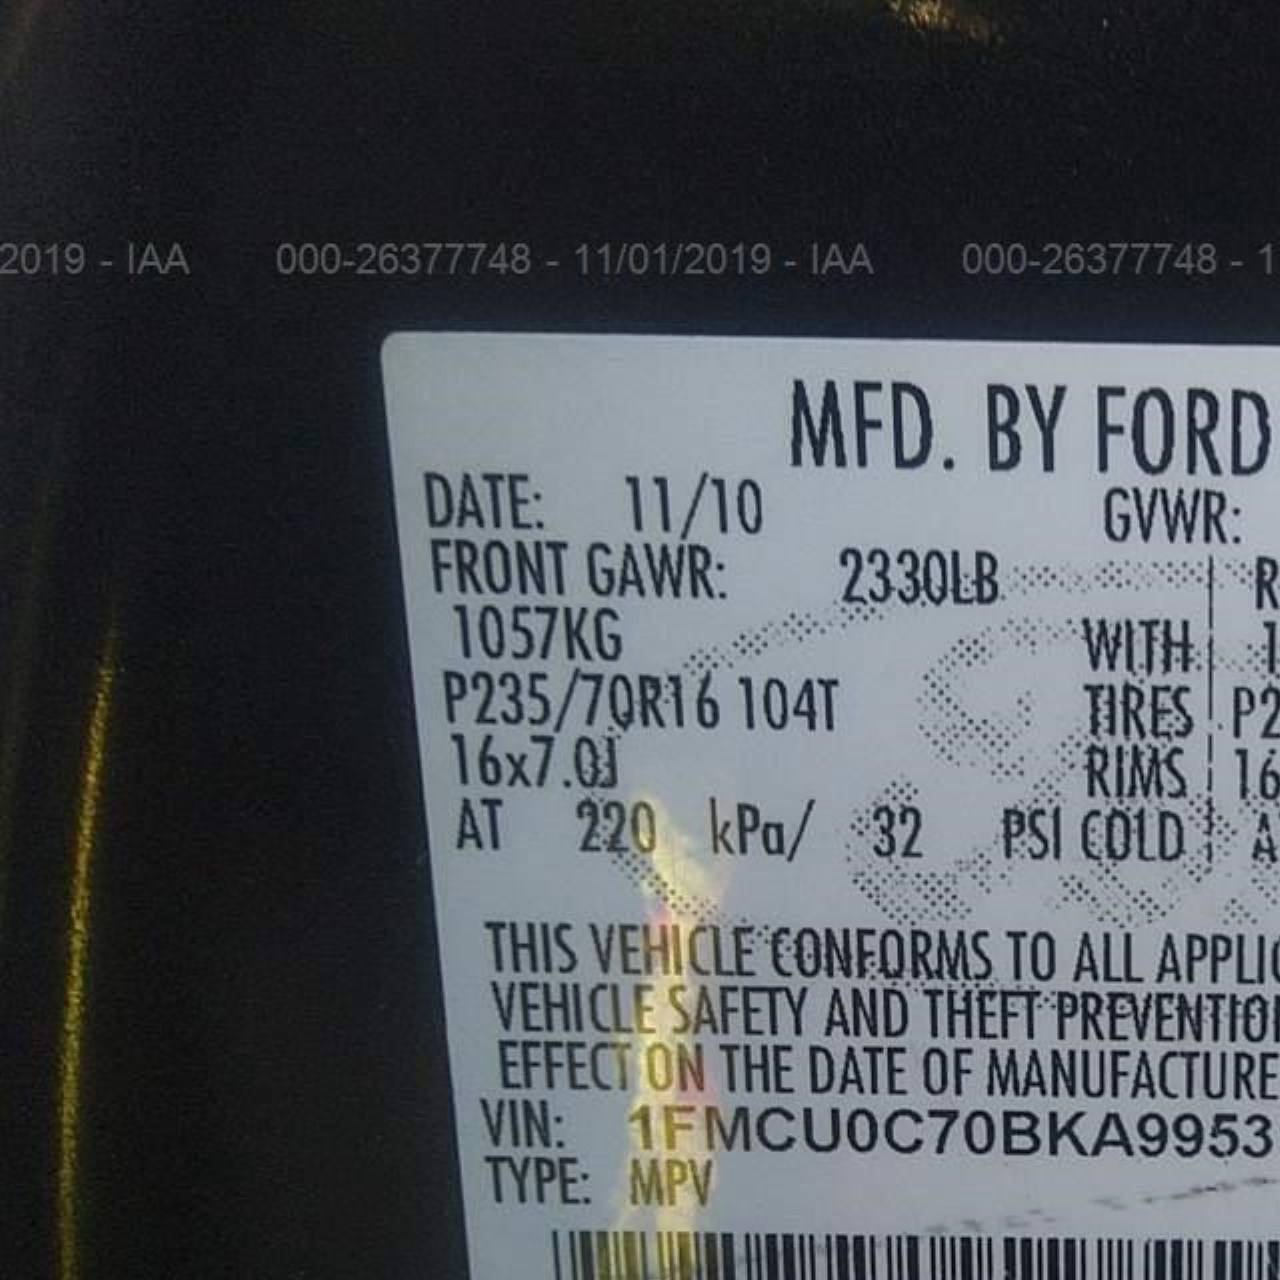 2019 - IAA 000-26377748 - 11/01/2019 - IAA 000-26377748 - 1
MFD. BY FORD
DATE: 11/10 GVWR:
FRONT GAWR: 2330LB R
1057KG WITH 1
P235/70R16 104T TIRES P2
16x7.0J RIMS 16
AT 220 kPa/ 32 PSI COLD A
THIS VEHICLE CONFORMS TO ALL APPLIC
VEHICLE SAFETY AND THEFT PREVENTIO
EFFECT ON THE DATE OF MANUFACTURE
VIN: 1FMCU0C70BKA9953
TYPE: MPV